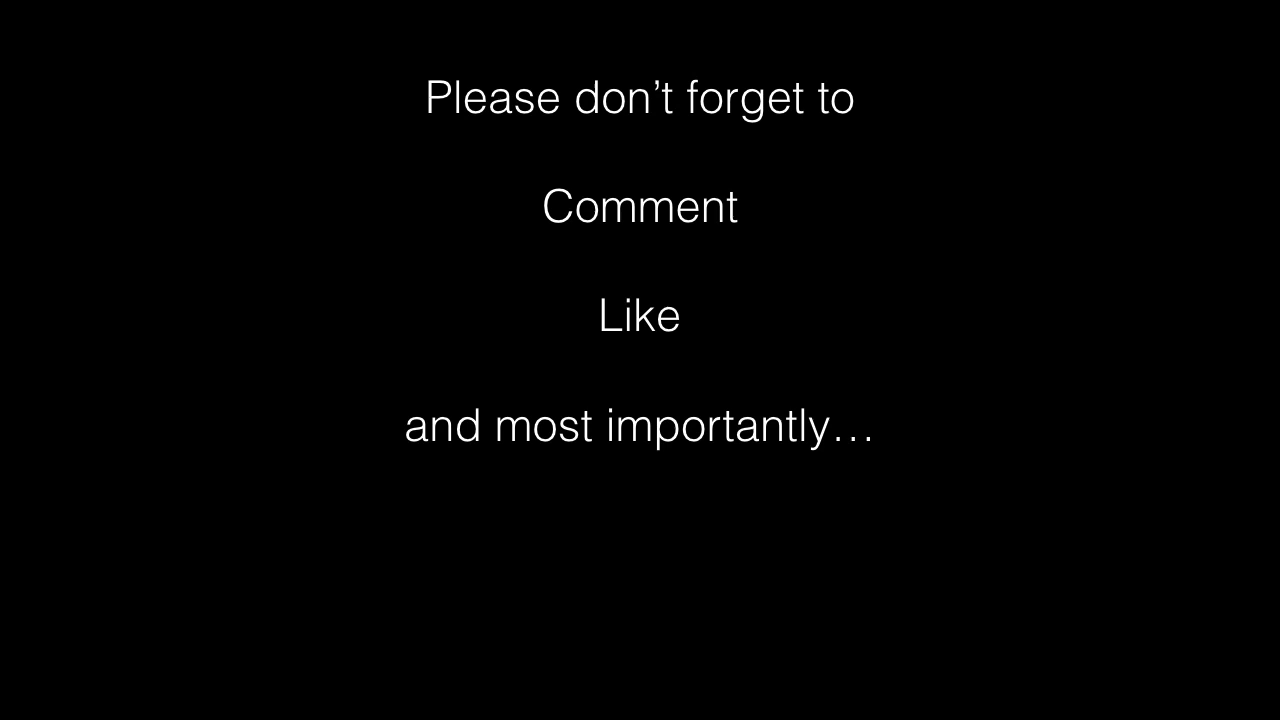 Please don’t forget to
Comment
Like
and most importantly…